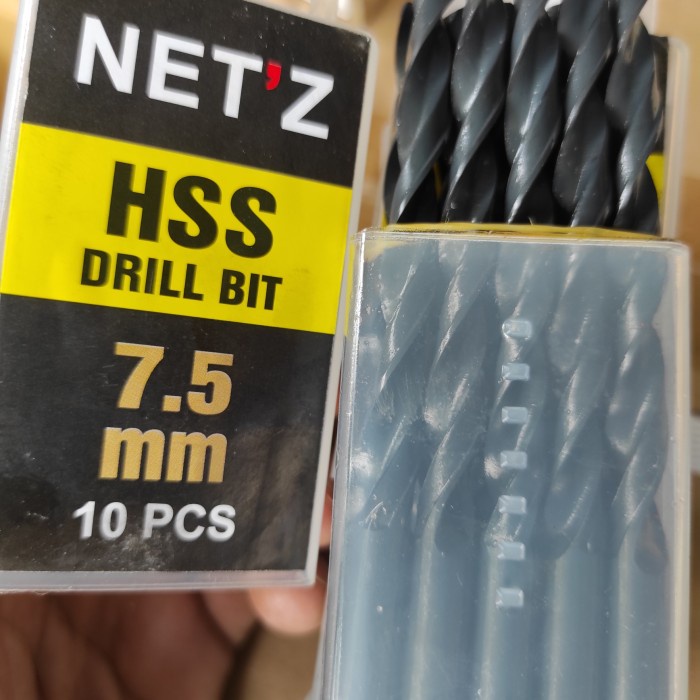 NET'Z
HSS
DRILL BIT
7.5
mm
10 PCS